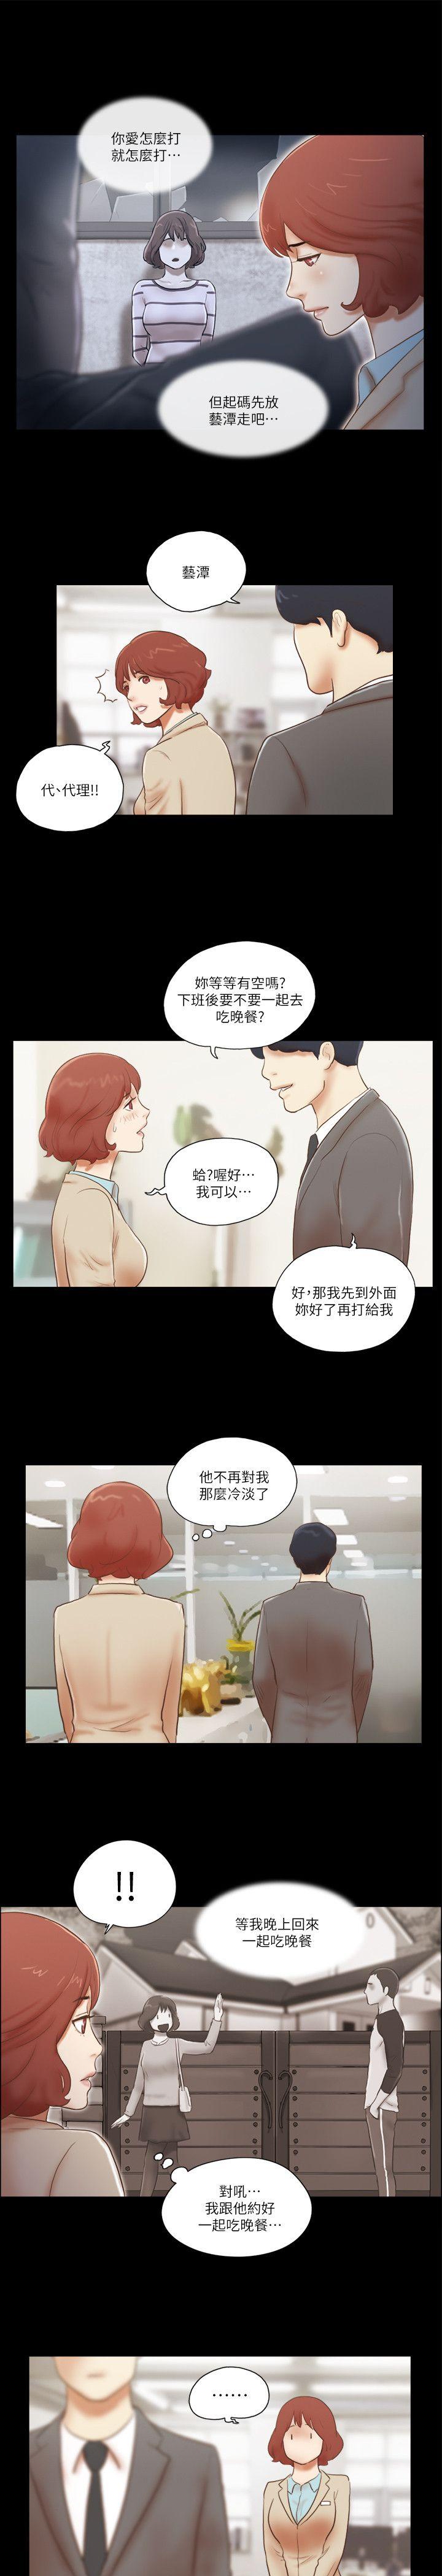 你愛怎麼打
就怎麼打⋯
但起碼先放
藝潭走吧⋯
藝潭
代、代理!!
妳等等有空嗎?
下班後要不要一起去
吃晚餐?
蛤?喔好⋯
我可以⋯
好,那我先到外面
妳好了再打給我
他不再對我
那麼冷淡了
!!
等我晚上回來
一起吃晚餐
對吼⋯
我跟他約好
一起吃晚餐⋯
⋯⋯